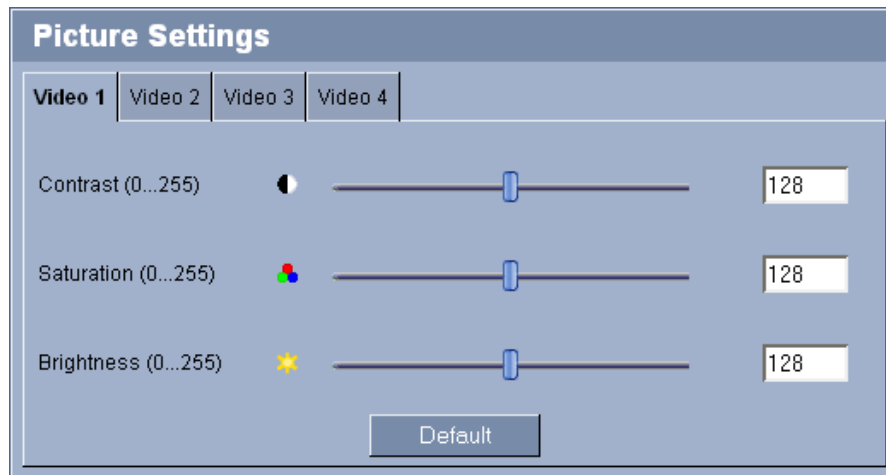 Picture Settings
Video 1 Video 2 Video 3 Video 4
Contrast (0...255) 128
Saturation (0...255) 128
Brightness (0...255) 128
Default